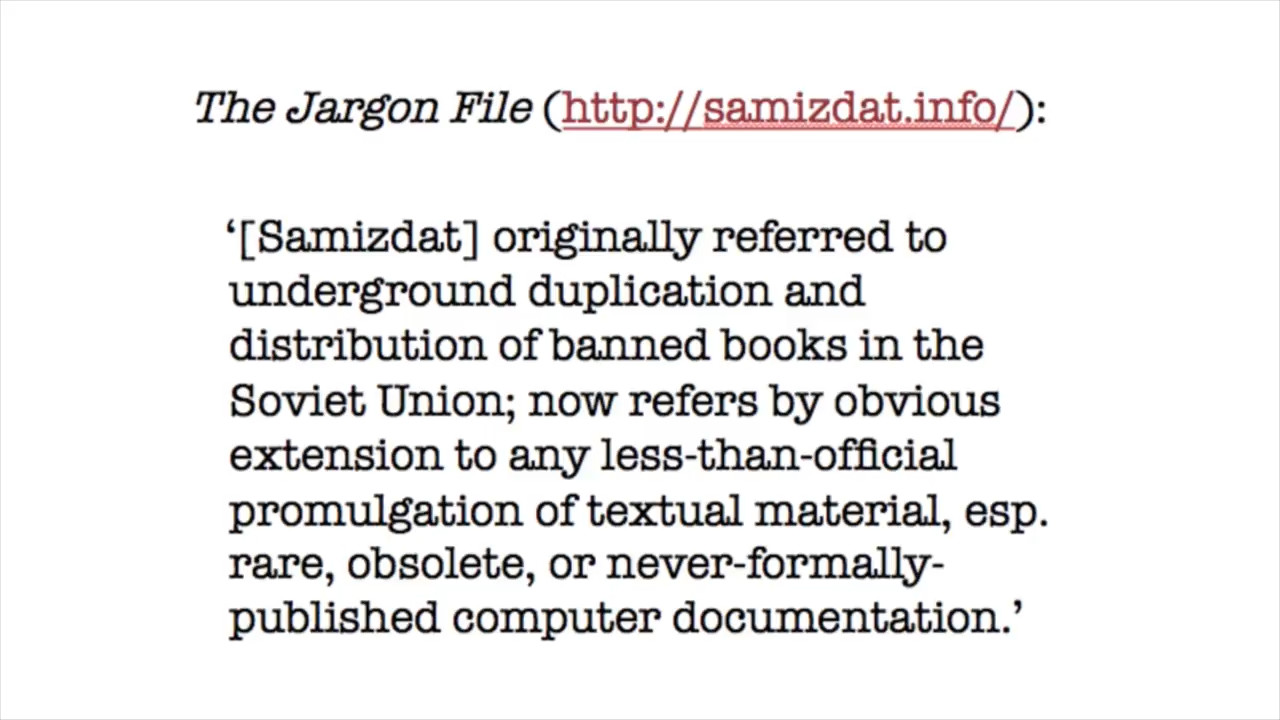 The Jargon File (http://samizdat.info/):
‘[Samizdat] originally referred to
underground duplication and
distribution of banned books in the
Soviet Union; now refers by obvious
extension to any less-than-official
promulgation of textual material, esp.
rare, obsolete, or never-formally-
published computer documentation.’